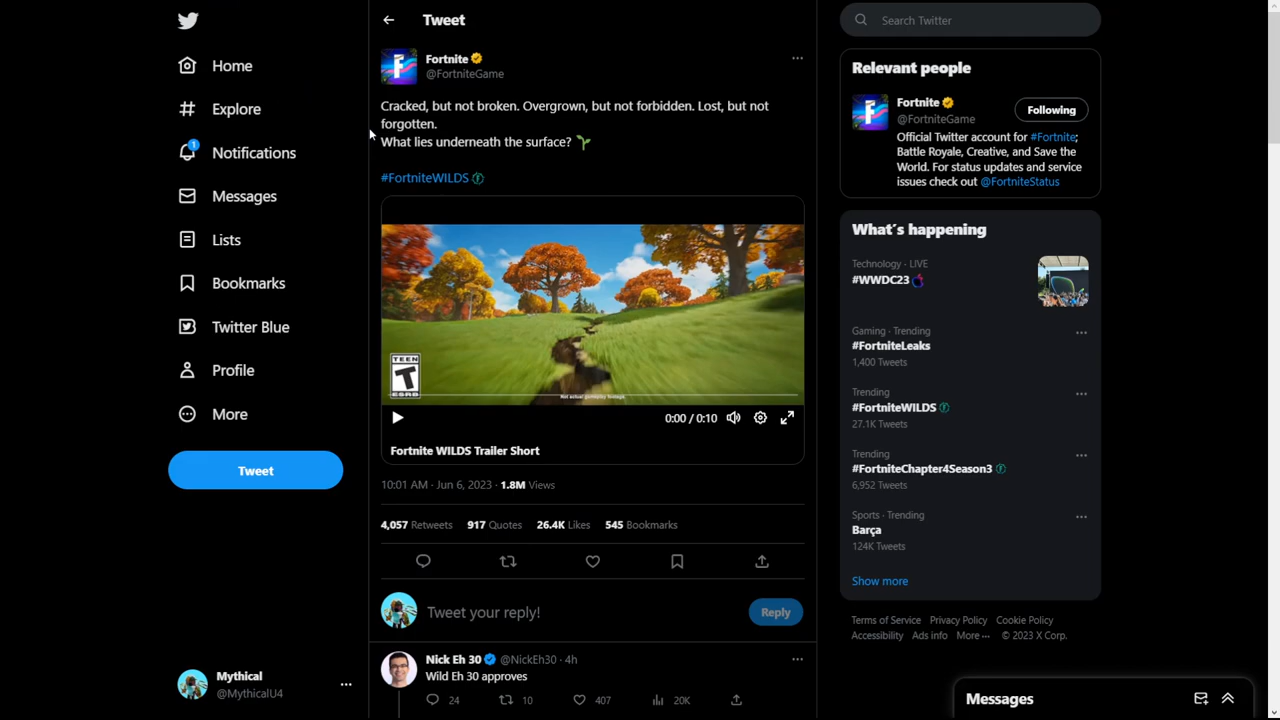 Home
Explore
1
Notifications
Messages
Lists
Bookmarks
Twitter Blue
Profile
More
Tweet
Mythical
@MythicalU4
Tweet
Fortnite
@FortniteGame
Cracked, but not broken. Overgrown, but not forbidden. Lost, but not
forgotten.
What lies underneath the surface?
#FortniteWILDS
TEEN
T
ESRB
Not actual gameplay footage.
0:00 / 0:10
Fortnite WILDS Trailer Short
10:01 AM · Jun 6, 2023 · 1.8M Views
4,057 Retweets 917 Quotes 26.4K Likes 545 Bookmarks
Tweet your reply!
Reply
Nick Eh 30 @NickEh30 · 4h
Wild Eh 30 approves
24 10 407 20K
Search Twitter
Relevant people
Fortnite
@FortniteGame
Following
Official Twitter account for #Fortnite;
Battle Royale, Creative, and Save the
World. For status updates and service
issues check out @FortniteStatus
What's happening
Technology · LIVE
#WWDC23
Gaming · Trending
#FortniteLeaks
1,400 Tweets
Trending
#FortniteWILDS
27.1K Tweets
Trending
#FortniteChapter4Season3
6,952 Tweets
Sports · Trending
Barça
124K Tweets
Show more
Terms of Service Privacy Policy Cookie Policy
Accessibility Ads info More ··· © 2023 X Corp.
Messages